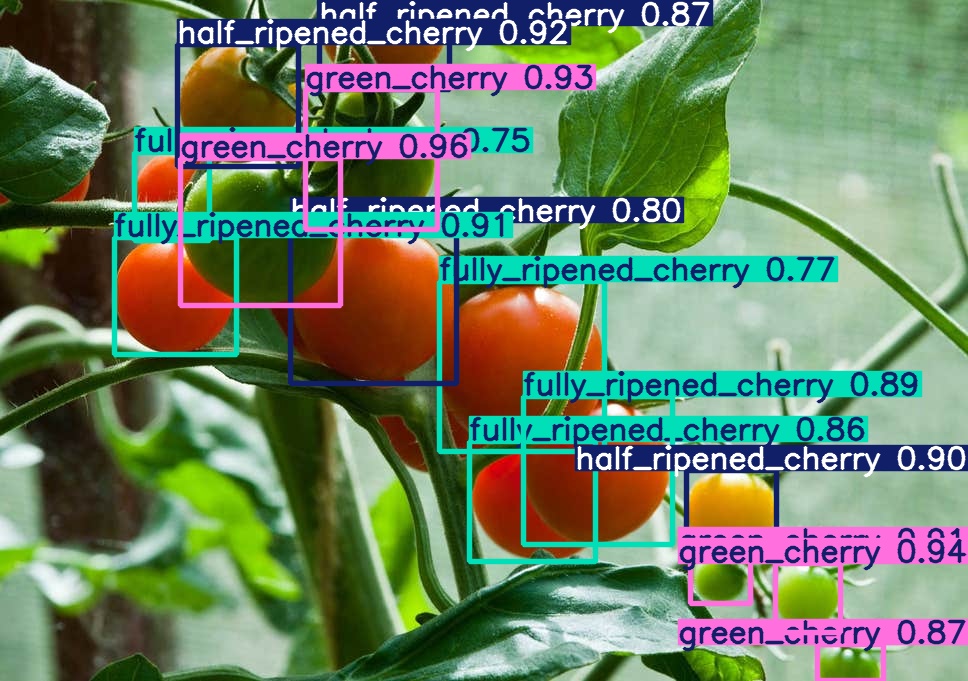 half_ripened_cherry 0.87
half_ripened_cherry 0.92
green_cherry 0.93
0.75
green_cherry 0.96
half_ripened_cherry 0.80
fully_ripened_cherry 0.91
fully_ripened_cherry 0.77
fully_ripened_cherry 0.89
fully_ripened_cherry 0.86
half_ripened_cherry 0.90
green_cherry 0.94
green_cherry 0.87